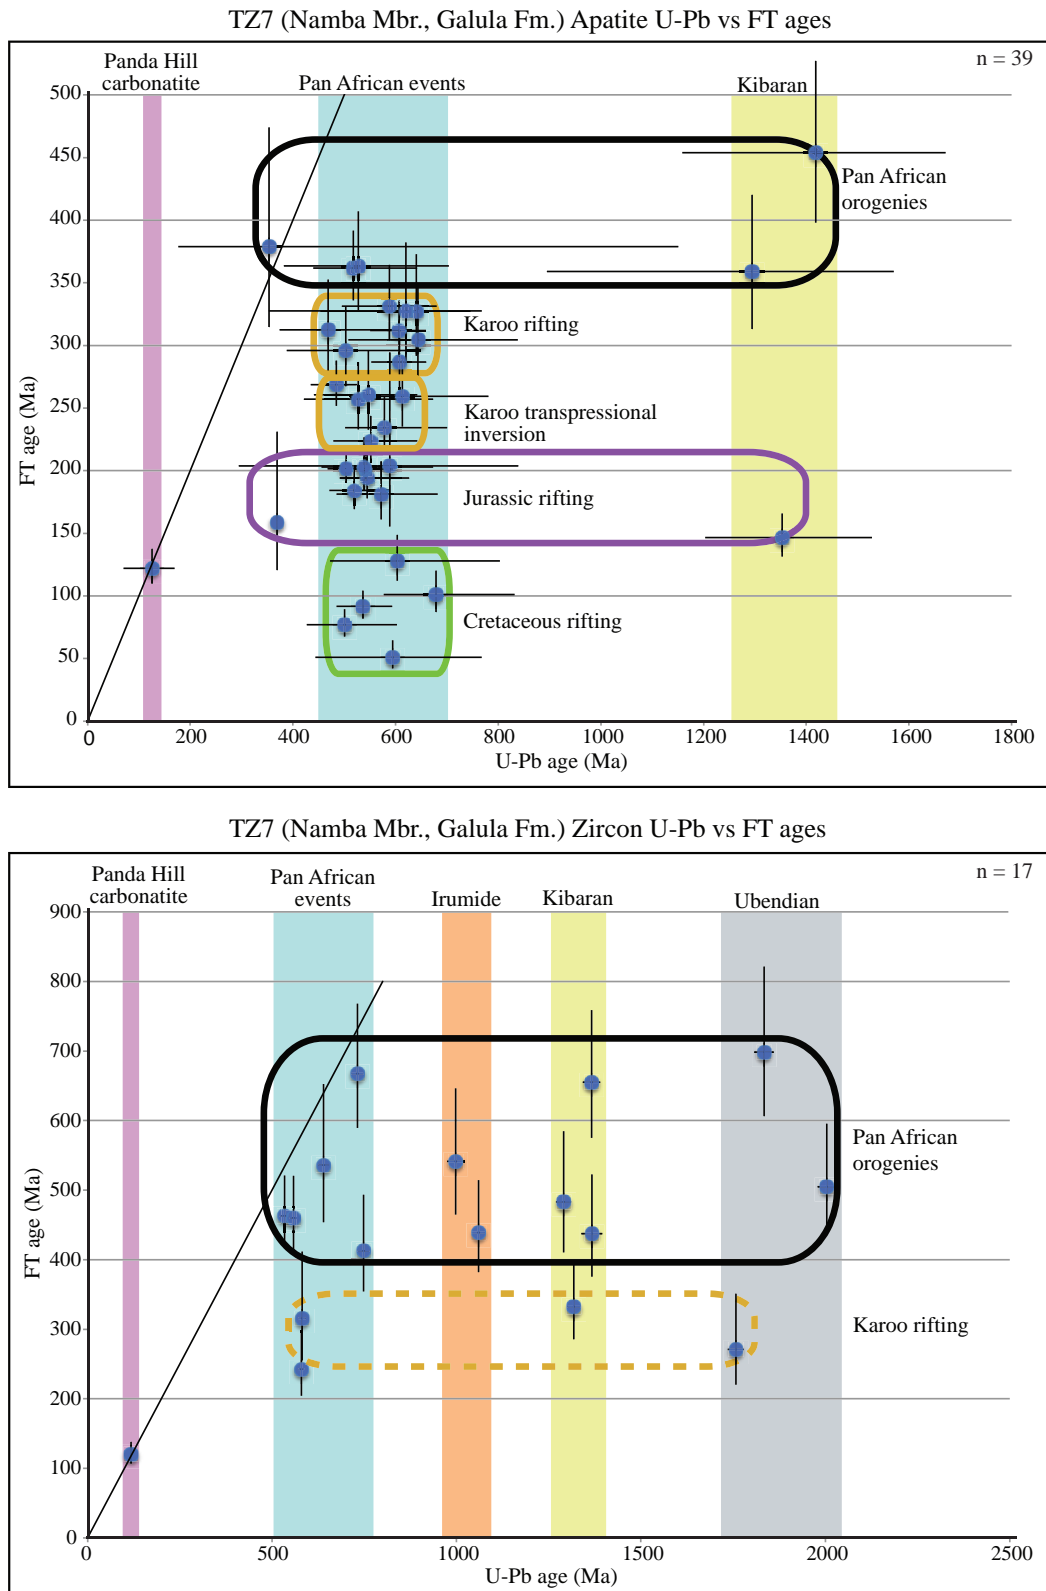 TZ7 (Namba Mbr., Galula Fm.) Apatite U-Pb vs FT ages
n = 39
Panda Hill
carbonatite
Pan African events
Kibaran
500
450
400
350
300
250
200
150
100
50
0
FT age (Ma)
Pan African
orogenies
Karoo rifting
Karoo transpressional
inversion
Jurassic rifting
Cretaceous rifting
0
200
400
600
800
1000
1200
1400
1600
1800
U-Pb age (Ma)
TZ7 (Namba Mbr., Galula Fm.) Zircon U-Pb vs FT ages
n = 17
Panda Hill
carbonatite
Pan African
events
Irumide
Kibaran
Ubendian
900
800
700
600
500
400
300
200
100
0
FT age (Ma)
Pan African
orogenies
Karoo rifting
0
500
1000
1500
2000
2500
U-Pb age (Ma)